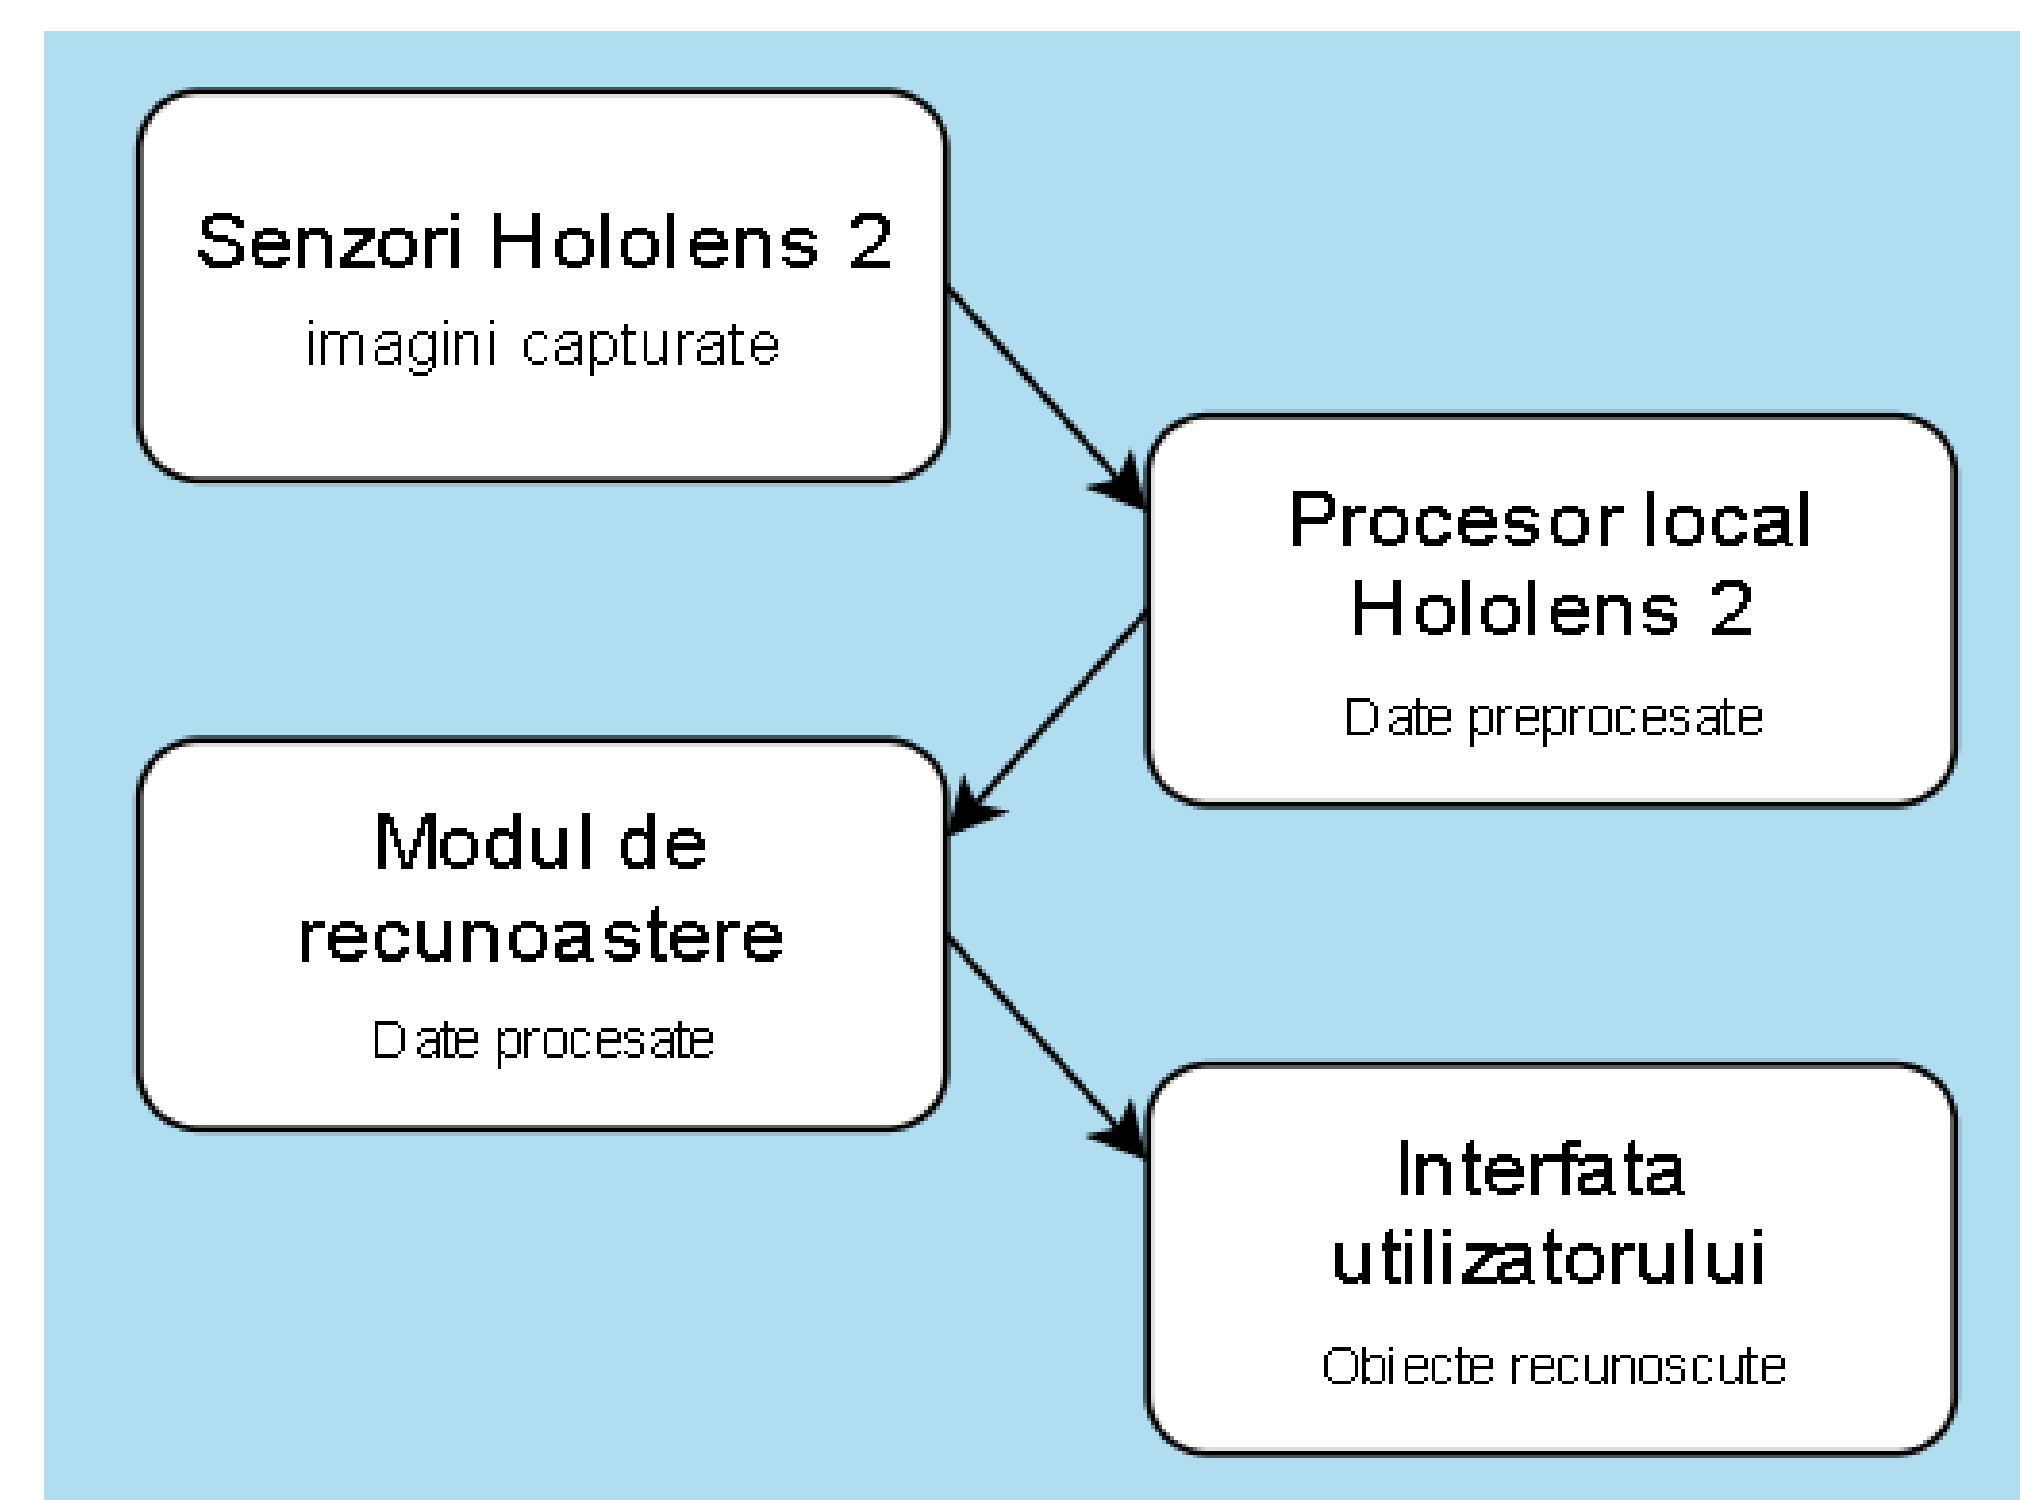 Senzori Hololens 2
imagini capturate
Procesor local
Hololens 2
Date preprocesate
Modul de
recunoastere
Date procesate
Interfata
utilizatorului
Obiecte recunoscute